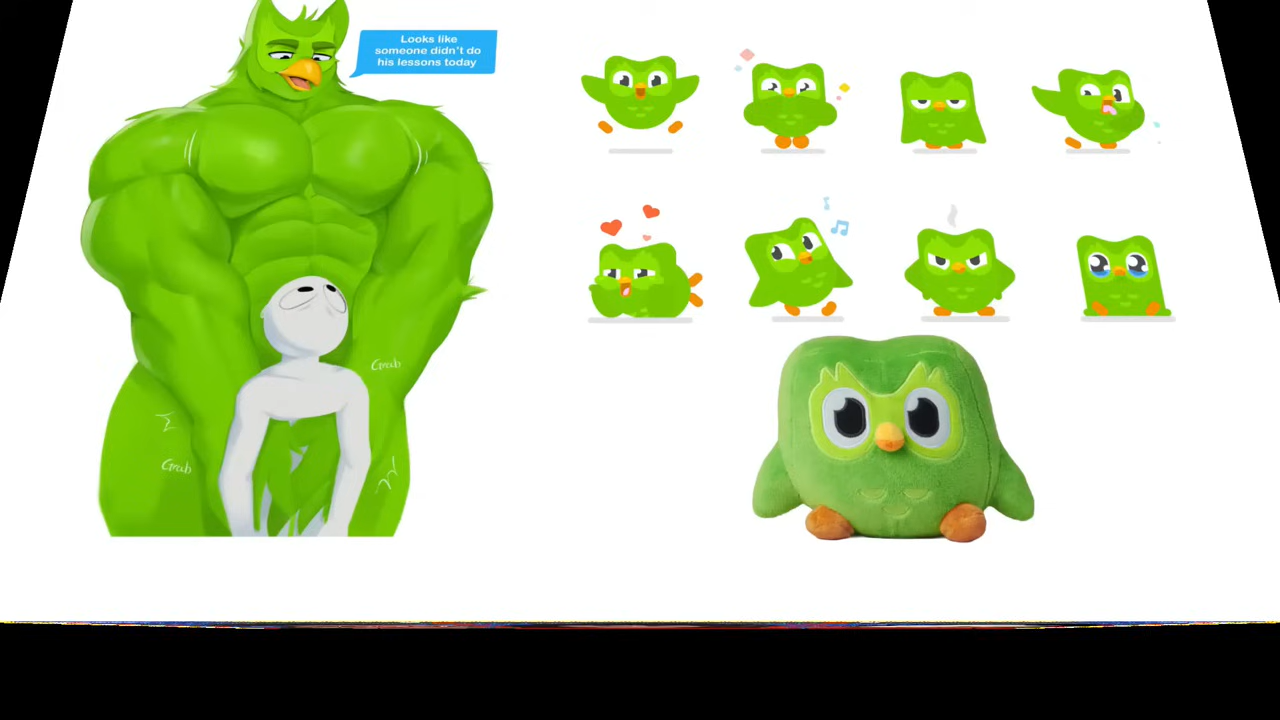 Looks like
someone didn't do
his lessons today
Grab
Grab